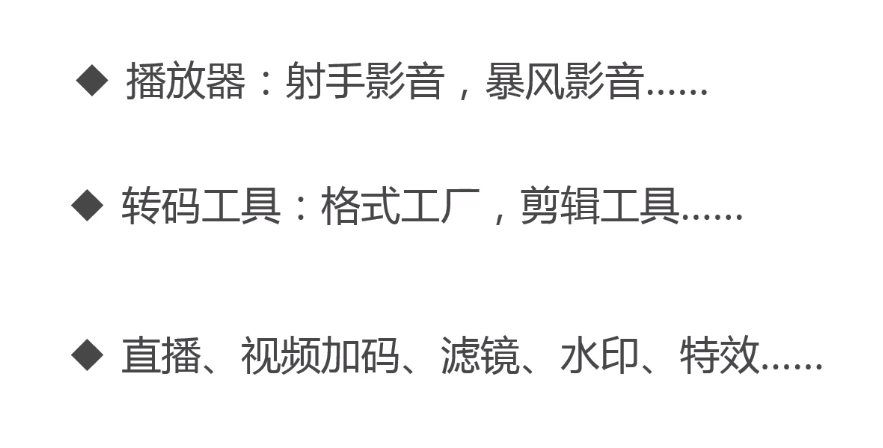 ◆ 播放器：射手影音，暴风影音......
◆ 转码工具：格式工厂，剪辑工具......
◆ 直播、视频加码、滤镜、水印、特效......